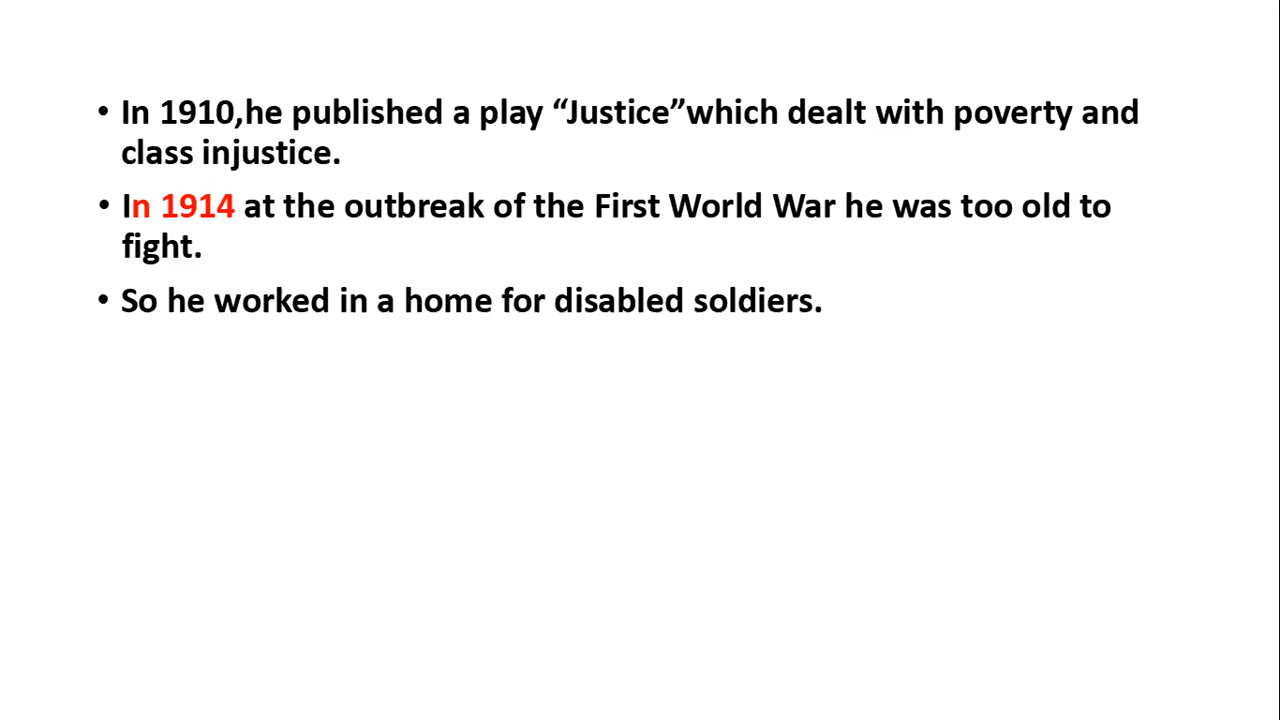 • In 1910,he published a play “Justice”which dealt with poverty and
class injustice.
• In 1914 at the outbreak of the First World War he was too old to
fight.
• So he worked in a home for disabled soldiers.